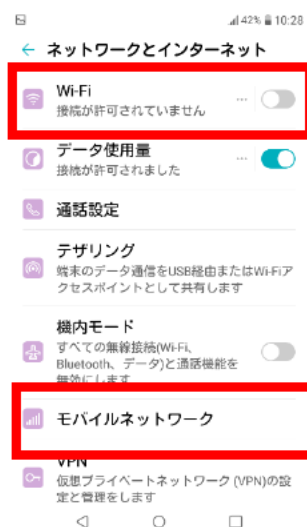 42% 10:28
ネットワークとインターネット
Wi-Fi
接続が許可されていません
データ使用量
接続が許可されました
通話設定
テザリング
端末のデータ通信をUSB経由またはWi-Fiア
クセスポイントとして共有します
機内モード
すべての無線接続(Wi-Fi、
Bluetooth、データ)と通話機能を
無効にします
モバイルネットワーク
VPN
仮想プライベートネットワーク (VPN)の設
定と管理をします